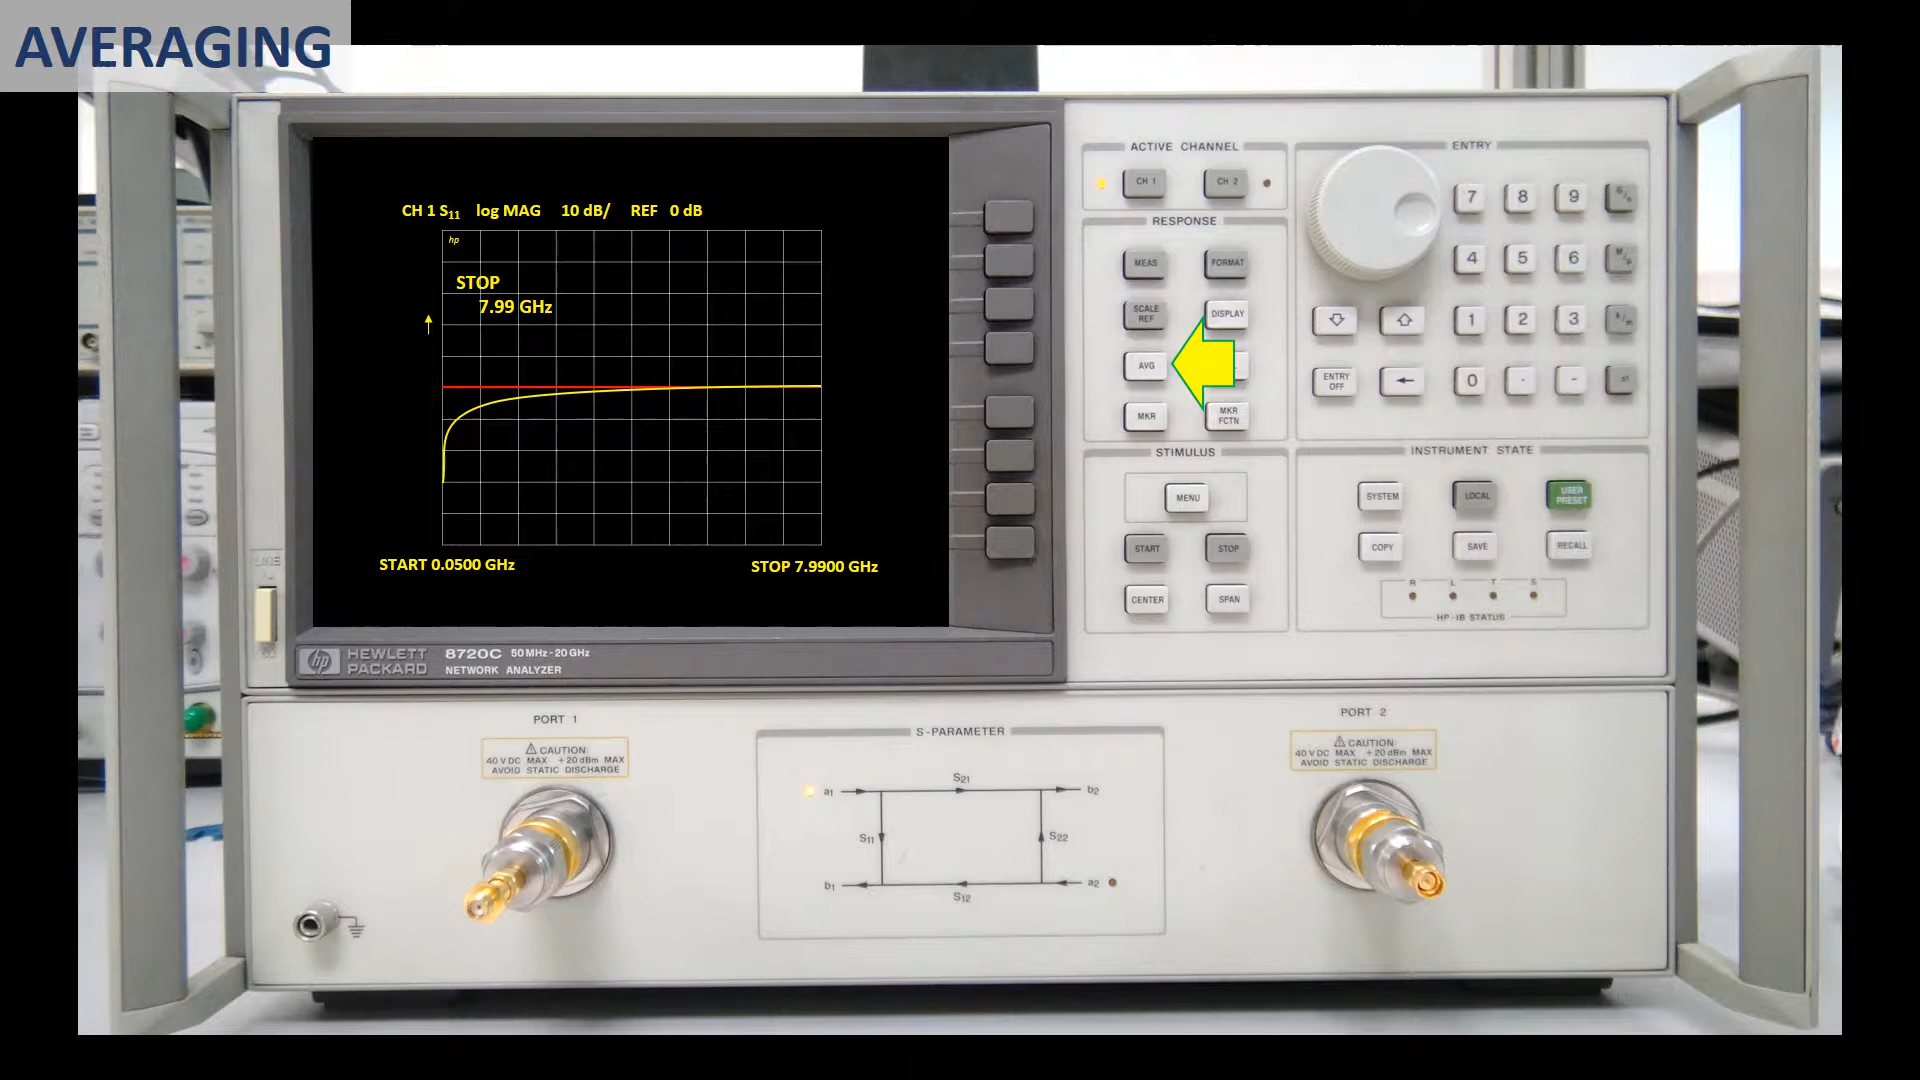 AVERAGING
CH 1 S11 log MAG 10 dB/ REF 0 dB
hp
STOP
7.99 GHz
START 0.0500 GHz
STOP 7.9900 GHz
LINE
hp HEWLETT PACKARD
8720C 50 MHz - 20 GHz
NETWORK ANALYZER
ACTIVE CHANNEL
CH 1
CH 2
RESPONSE
MEAS
FORMAT
SCALE REF
DISPLAY
AVG
MKR
MKR FCTN
STIMULUS
MENU
START
STOP
CENTER
SPAN
ENTRY
7 8 9
4 5 6
1 2 3
ENTRY OFF
0 . -
INSTRUMENT STATE
SYSTEM
LOCAL
USER PRESET
COPY
SAVE
RECALL
R L T S
HP-IB STATUS
PORT 1
CAUTION:
40 V DC MAX +20 dBm MAX
AVOID STATIC DISCHARGE
S-PARAMETER
a1
S21
b2
S11
S22
b1
S12
a2
PORT 2
CAUTION:
40 V DC MAX +20 dBm MAX
AVOID STATIC DISCHARGE